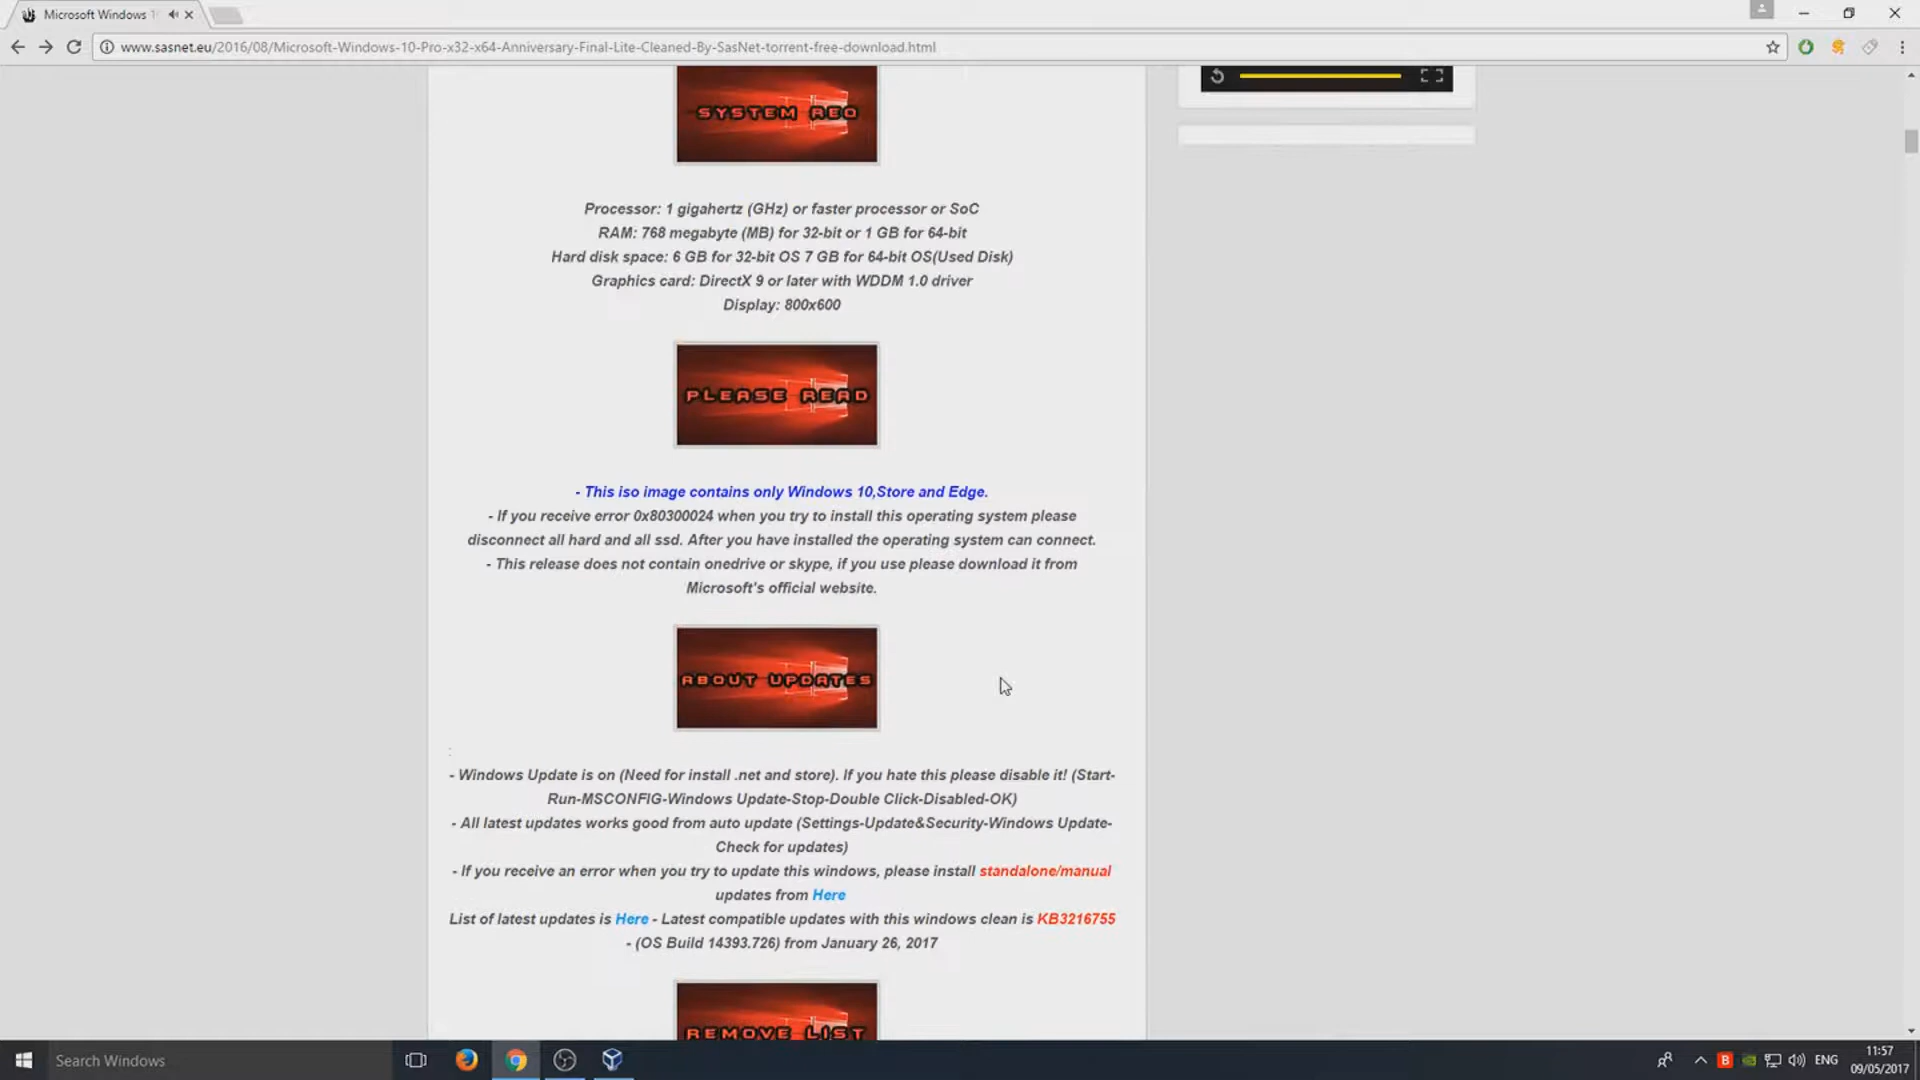 Microsoft Windows 1
www.sasnet.eu/2016/08/Microsoft-Windows-10-Pro-x32-x64-Anniversary-Final-Lite-Cleaned-By-SasNet-torrent-free-download.html
SYSTEM REQ
Processor: 1 gigahertz (GHz) or faster processor or SoC
RAM: 768 megabyte (MB) for 32-bit or 1 GB for 64-bit
Hard disk space: 6 GB for 32-bit OS 7 GB for 64-bit OS(Used Disk)
Graphics card: DirectX 9 or later with WDDM 1.0 driver
Display: 800x600
PLEASE READ
- This iso image contains only Windows 10,Store and Edge.
- If you receive error 0x80300024 when you try to install this operating system please
disconnect all hard and all ssd. After you have installed the operating system can connect.
- This release does not contain onedrive or skype, if you use please download it from
Microsoft's official website.
ABOUT UPDATES
:
- Windows Update is on (Need for install .net and store). If you hate this please disable it! (Start-
Run-MSCONFIG-Windows Update-Stop-Double Click-Disabled-OK)
- All latest updates works good from auto update (Settings-Update&Security-Windows Update-
Check for updates)
- If you receive an error when you try to update this windows, please install standalone/manual
updates from Here
List of latest updates is Here - Latest compatible updates with this windows clean is KB3216755
- (OS Build 14393.726) from January 26, 2017
REMOVE LIST
Search Windows
B
ENG
11:57
09/05/2017